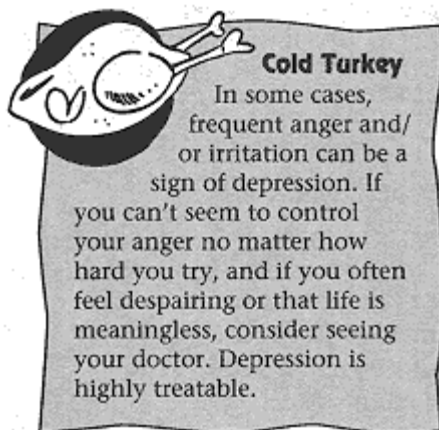 Cold Turkey
In some cases,
frequent anger and/
or irritation can be a
sign of depression. If
you can't seem to control
your anger no matter how
hard you try, and if you often
feel despairing or that life is
meaningless, consider seeing
your doctor. Depression is
highly treatable.